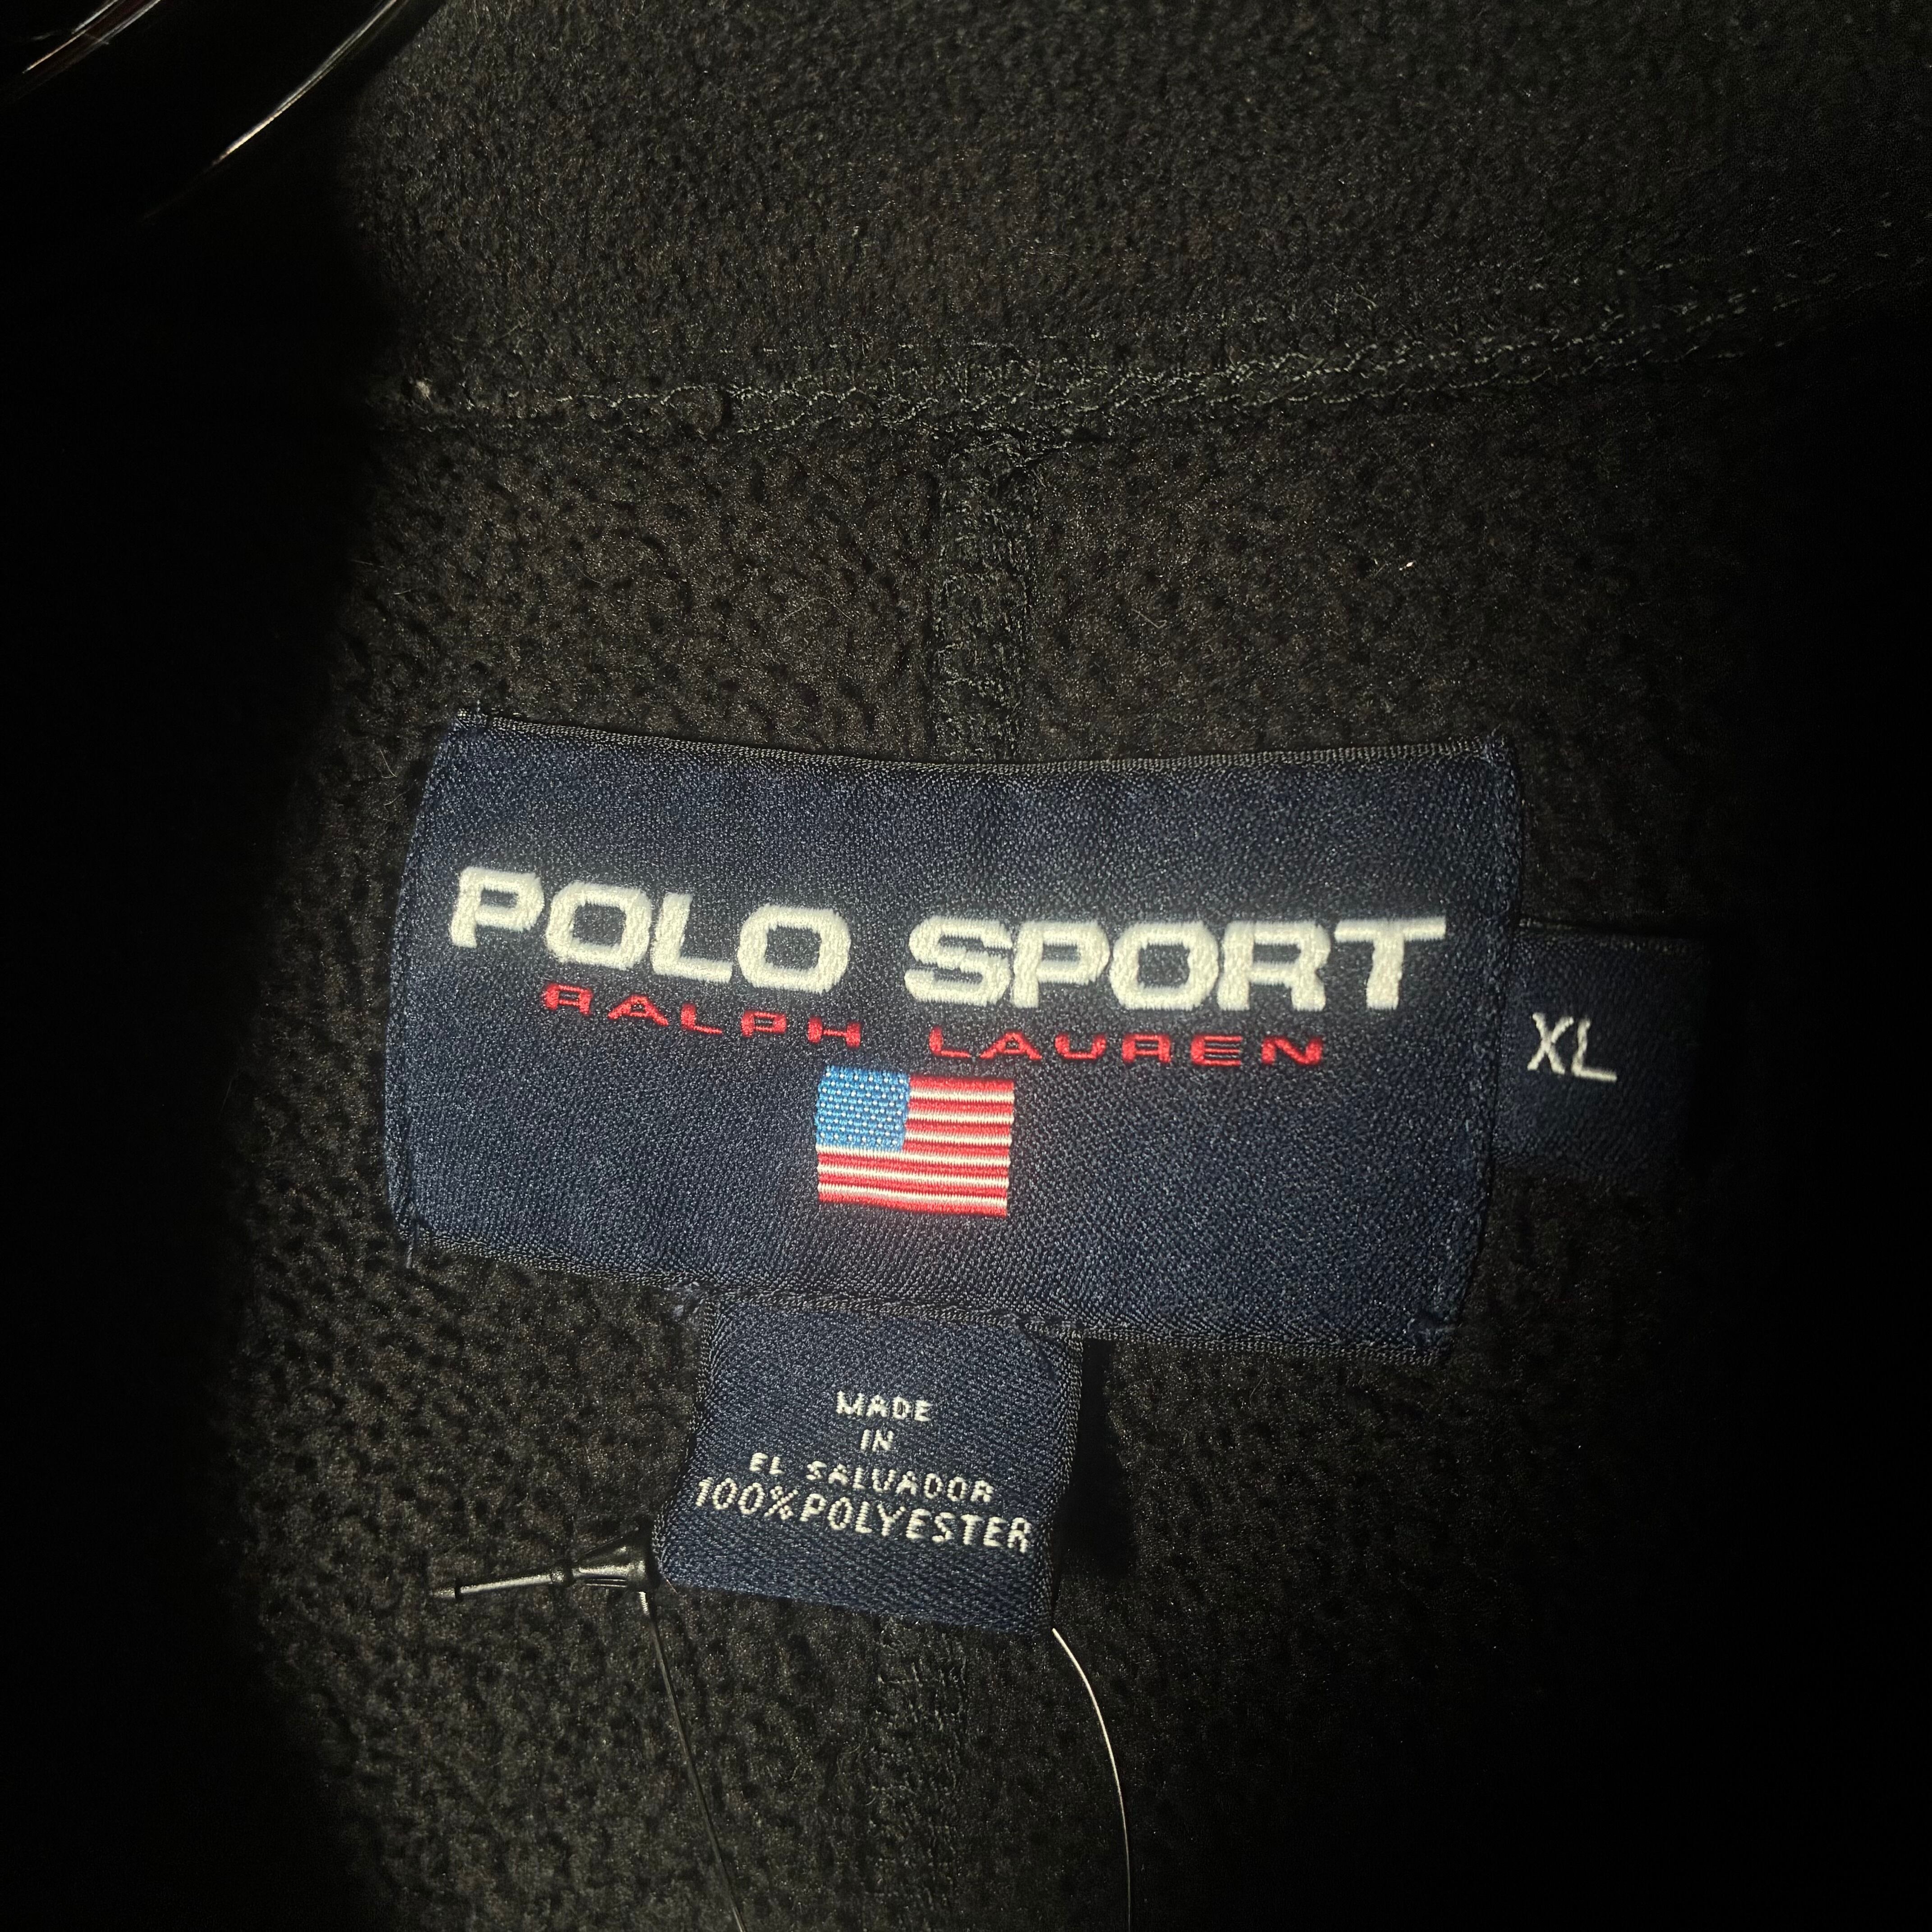 POLO SPORT
RALPH LAUREN
XL
MADE
IN
EL SALVADOR
100% POLYESTER